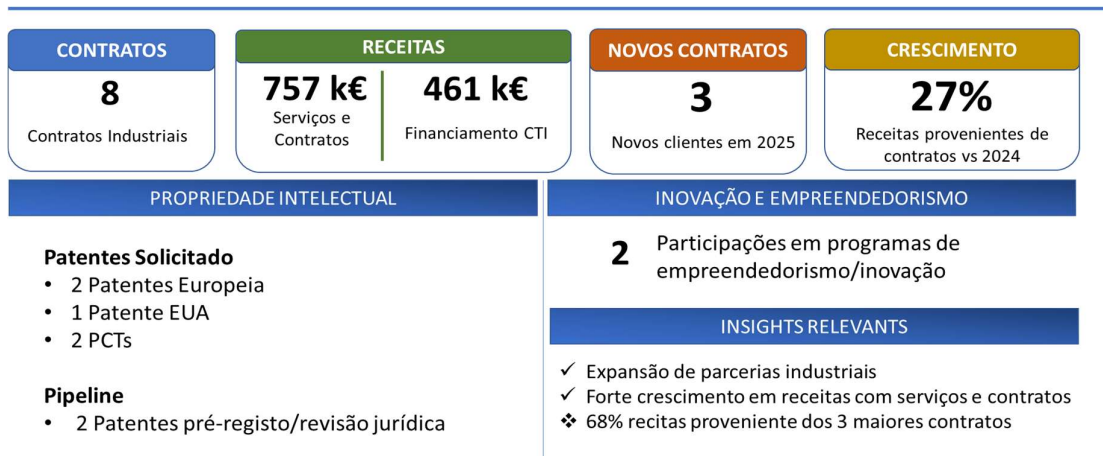 CONTRATOS
8
Contratos Industriais
RECEITAS
757 k€
Serviços e
Contratos
461 k€
Financiamento CTI
NOVOS CONTRATOS
3
Novos clientes em 2025
CRESCIMENTO
27%
Receitas provenientes de
contratos vs 2024
PROPRIEDADE INTELECTUAL
Patentes Solicitado
• 2 Patentes Europeia
• 1 Patente EUA
• 2 PCTs
Pipeline
• 2 Patentes pré-registo/revisão jurídica
INOVAÇÃO E EMPREENDEDORISMO
2
Participações em programas de
empreendedorismo/inovação
INSIGHTS RELEVANTS
✓ Expansão de parcerias industriais
✓ Forte crescimento em receitas com serviços e contratos
❖ 68% recitas proveniente dos 3 maiores contratos